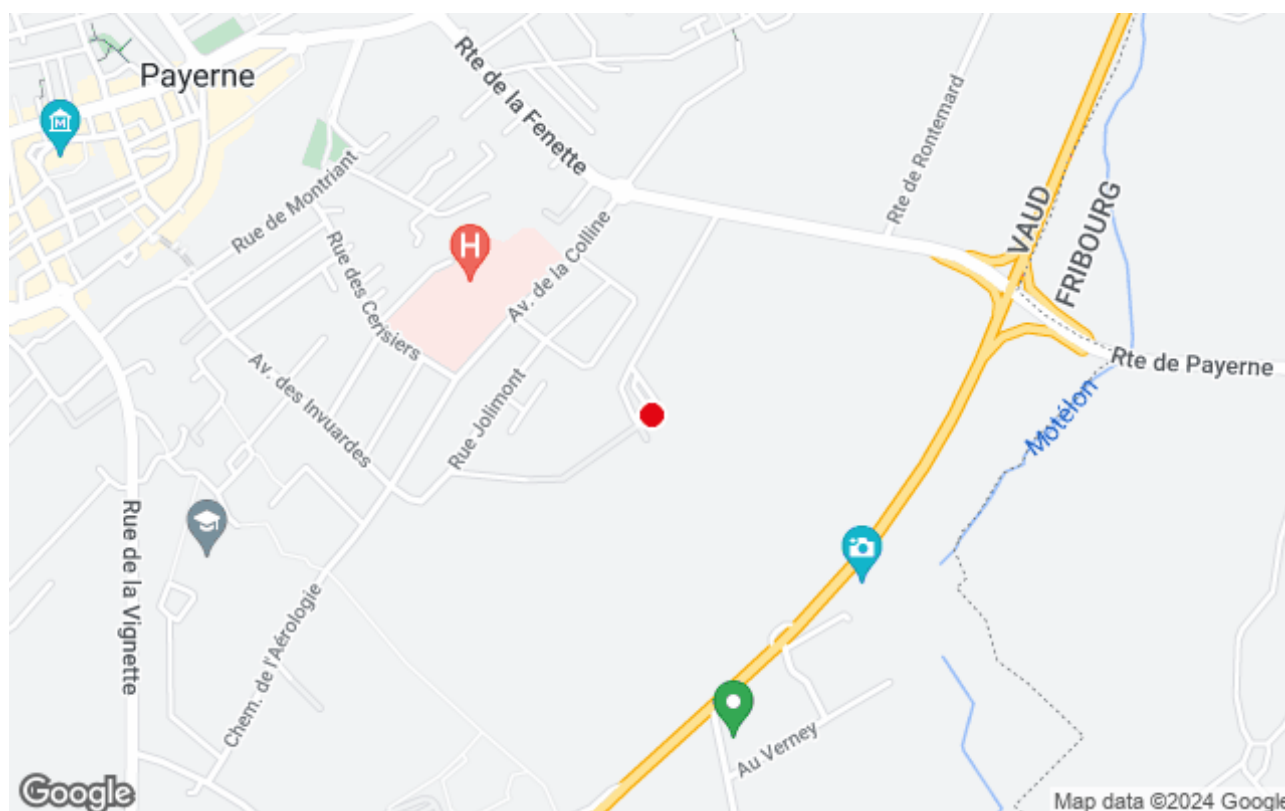 Payerne
M
Rte de la Fenette
Rte de Rontemard
VAUD
FRIBOURG
Rue de Montriant
H
Av. de la Colline
Rue des Cerisiers
Av. des Invuardes
Rue Jolimont
Rte de Payerne
Motélon
Rue de la Vignette
Chem. de l'Aérologie
Au Verney
Google
Map data ©2024 Google